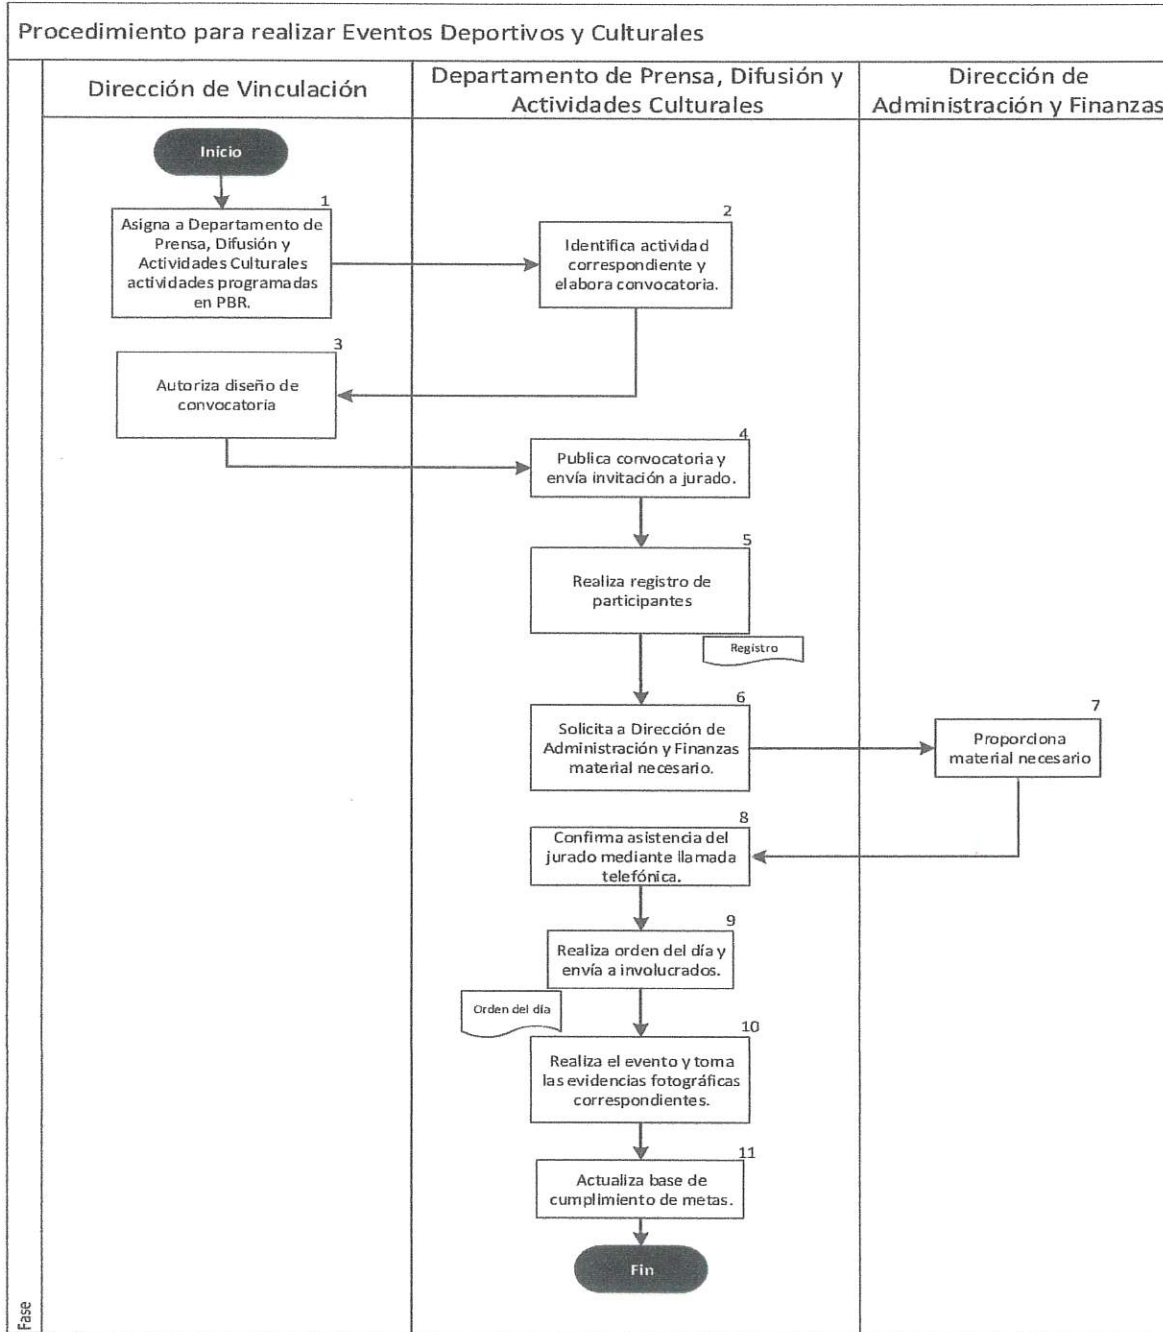 Procedimiento para realizar Eventos Deportivos y Culturales
Dirección de Vinculación
Departamento de Prensa, Difusión y
Actividades Culturales
Dirección de
Administración y Finanzas
Inicio
1
Asigna a Departamento de
Prensa, Difusión y
Actividades Culturales
actividades programadas
en PBR.
2
Identifica actividad
correspondiente y
elabora convocatoria.
3
Autoriza diseño de
convocatoria
4
Publica convocatoria y
envía invitación a jurado.
5
Realiza registro de
participantes
Registro
6
Solicita a Dirección de
Administración y Finanzas
material necesario.
7
Proporciona
material necesario
8
Confirma asistencia del
jurado mediante llamada
telefónica.
9
Realiza orden del día y
envía a involucrados.
Orden del día
10
Realiza el evento y toma
las evidencias fotográficas
correspondientes.
11
Actualiza base de
cumplimiento de metas.
Fin
Fase